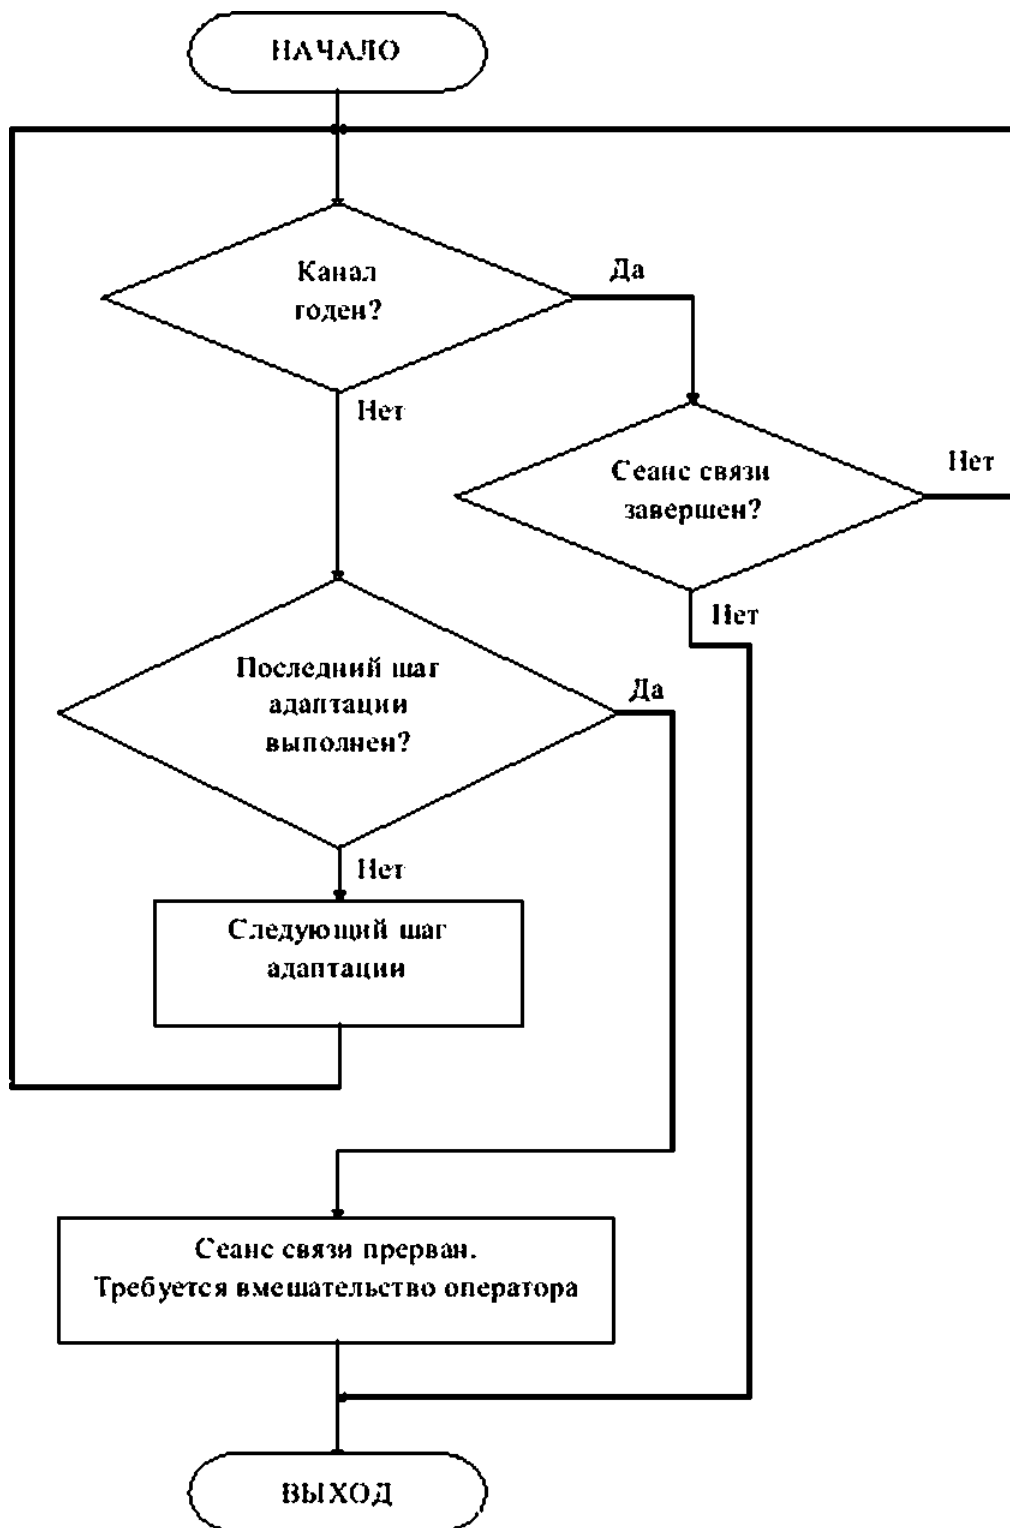 НАЧАЛО
Канал
годен?
Да
Нет
Сеанс связи
завершен?
Нет
Нет
Последний шаг
адаптации
выполнен?
Да
Нет
Следующий шаг
адаптации
Сеанс связи прерван.
Требуется вмешательство оператора
ВЫХОД